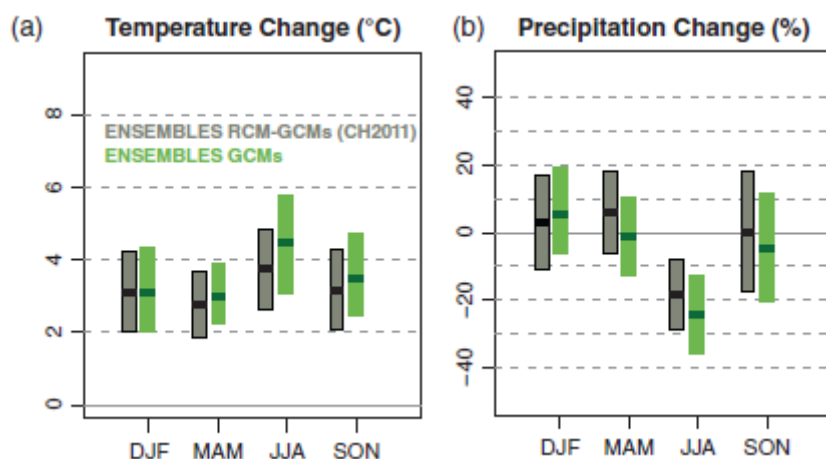 (a) Temperature Change (°C)
8
6
4
2
0
ENSEMBLES RCM-GCMs (CH2011)
ENSEMBLES GCMs
DJF MAM JJA SON
(b) Precipitation Change (%)
40
20
0
-20
-40
DJF MAM JJA SON